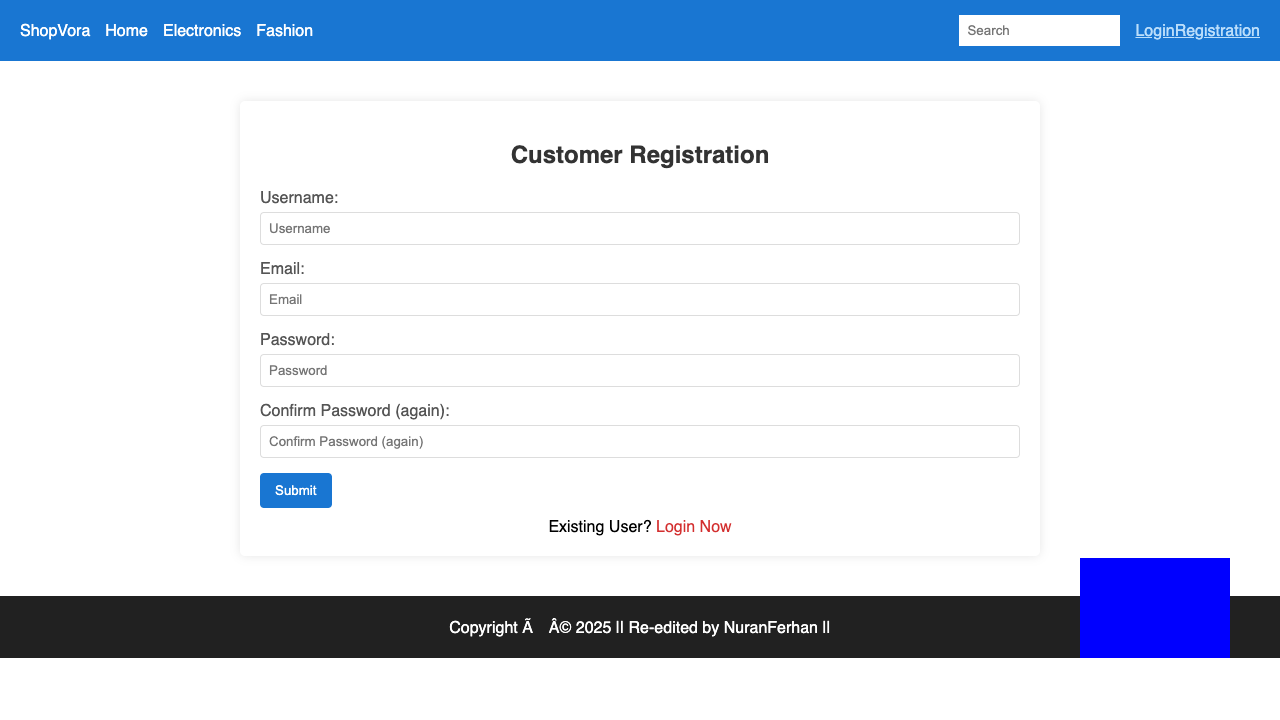 ShopVora Home Electronics Fashion Search LoginRegistration
Customer Registration
Username:
Username
Email:
Email
Password:
Password
Confirm Password (again):
Confirm Password (again)
Submit
Existing User? Login Now
Copyright Ã Â© 2025 || Re-edited by NuranFerhan ||